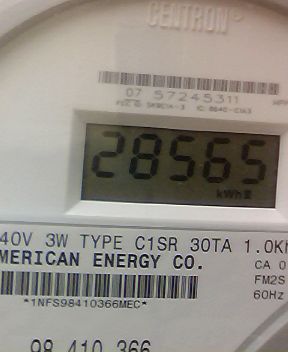 CENTRON®
07 57245311
28565
kWh
40V 3W TYPE C1SR 30TA 1.0Kh
MERICAN ENERGY CO.
CA 0
FM2S
*1NFS98410366MEC*
60Hz
98 410 366